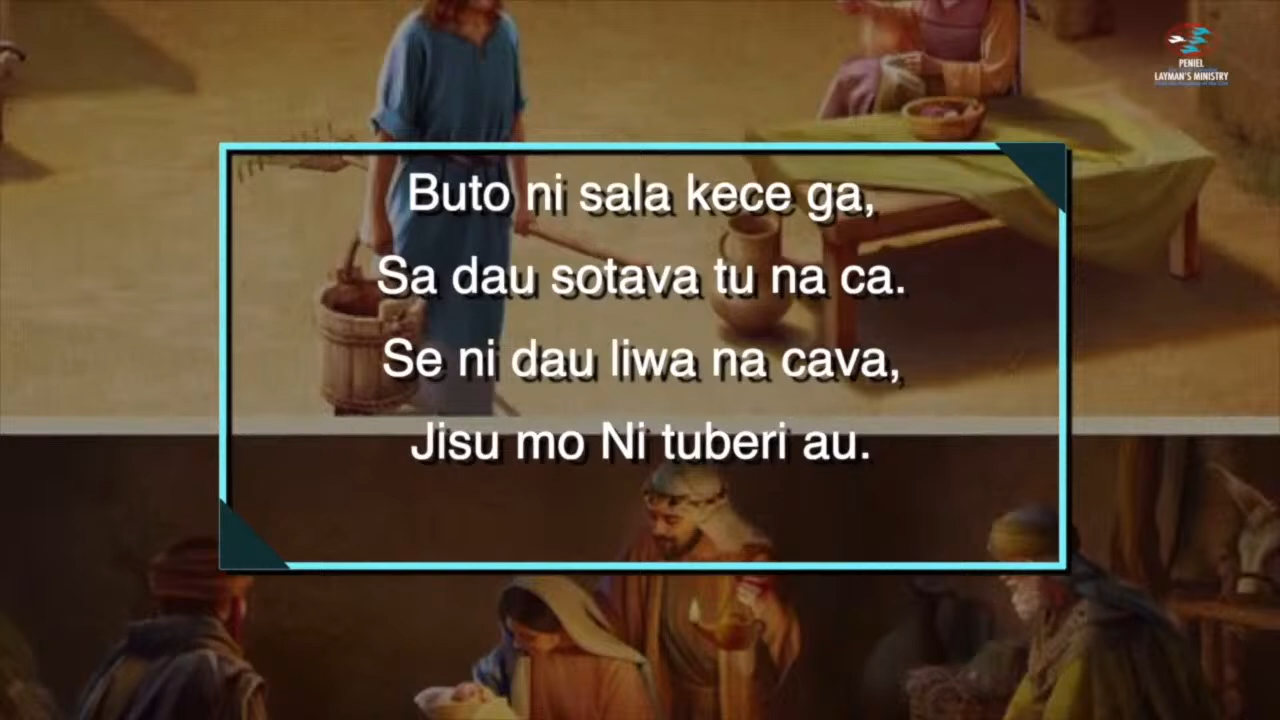 PENIEL
LAYMAN'S MINISTRY
Buto ni sala kece ga,
Sa dau sotava tu na ca.
Se ni dau liwa na cava,
Jisu mo Ni tuberi au.